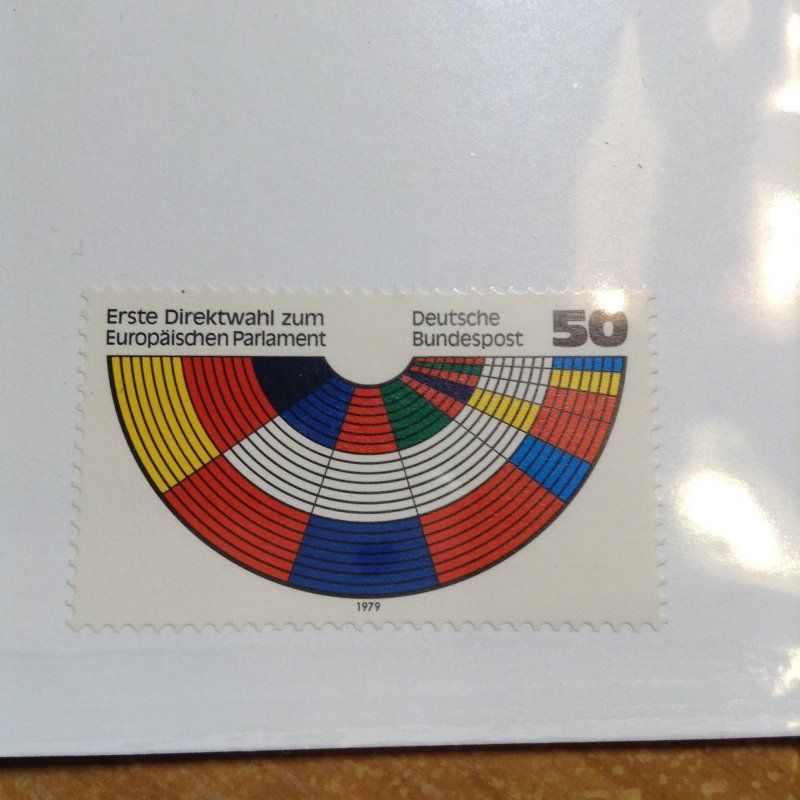 Erste Direktwahl zum
Europäischen Parlament
Deutsche
Bundespost
50
1979